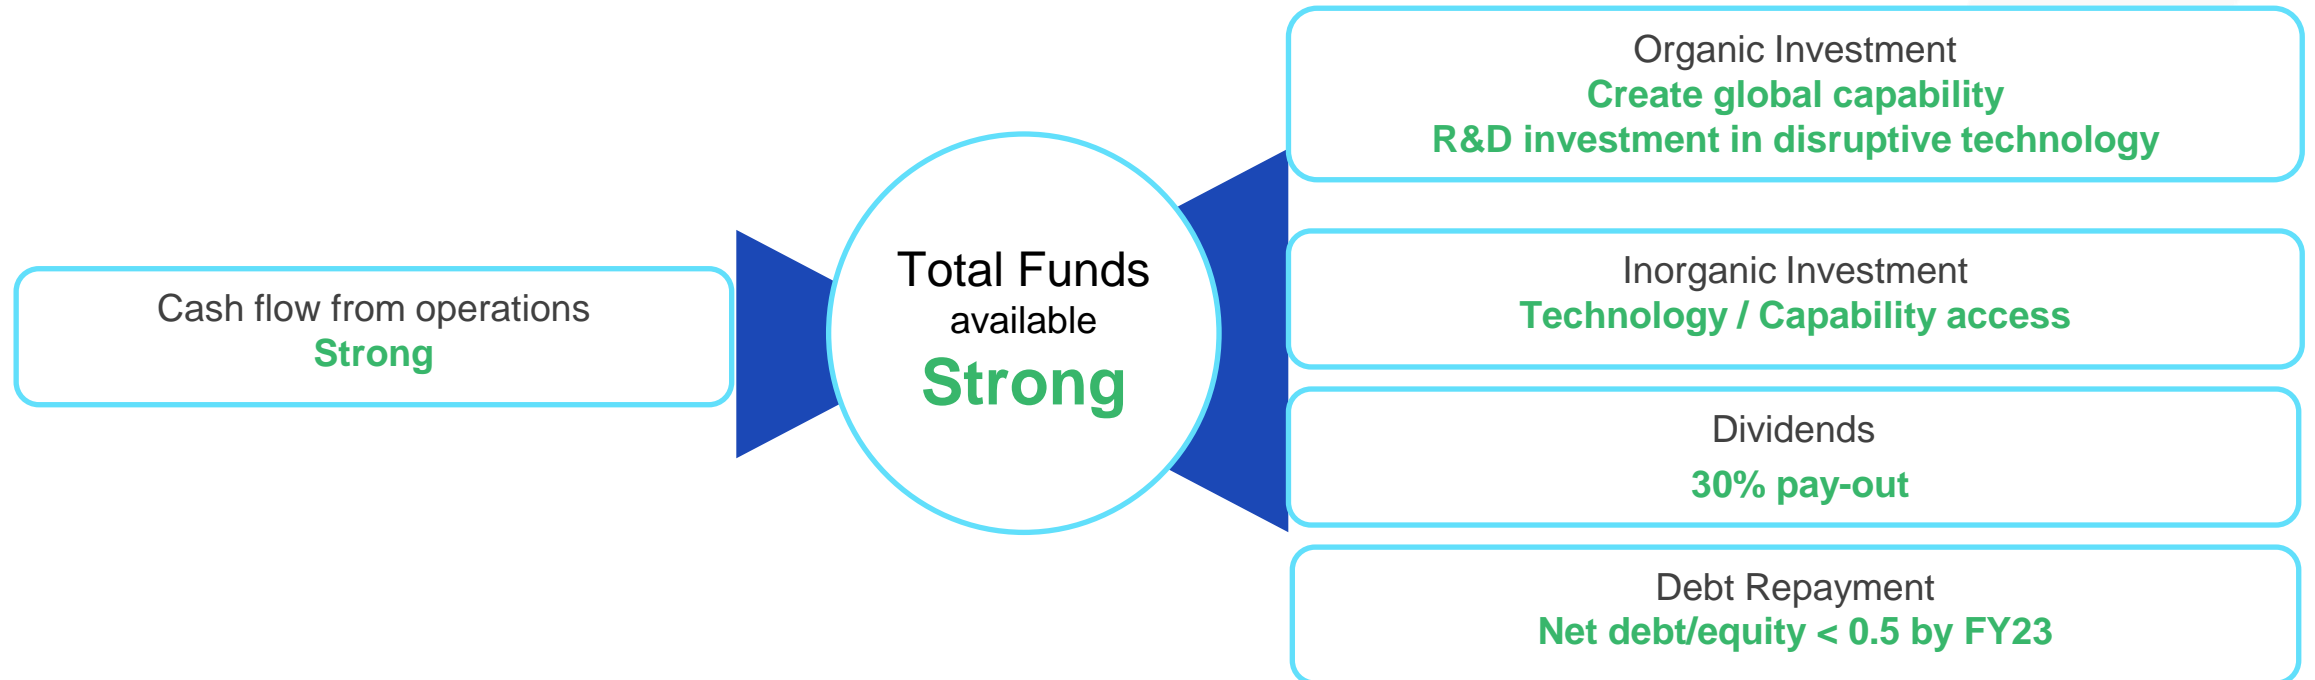 Cash flow from operations
Strong
Total Funds
available
Strong
Organic Investment
Create global capability
R&D investment in disruptive technology
Inorganic Investment
Technology / Capability access
Dividends
30% pay-out
Debt Repayment
Net debt/equity < 0.5 by FY23